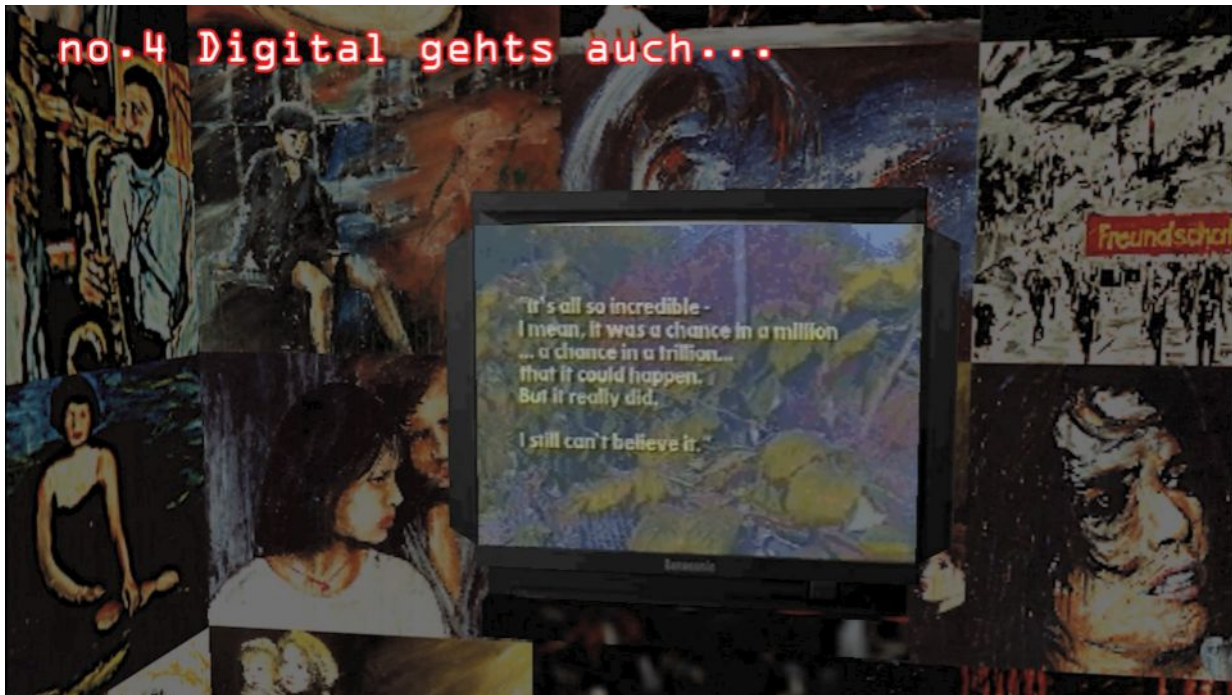 no.4 Digital gehts auch...
Freundschaf
"It's all so incredible -
I mean, it was a chance in a million
... a chance in a trillion...
that it could happen.
But it really did.
I still can't believe it."